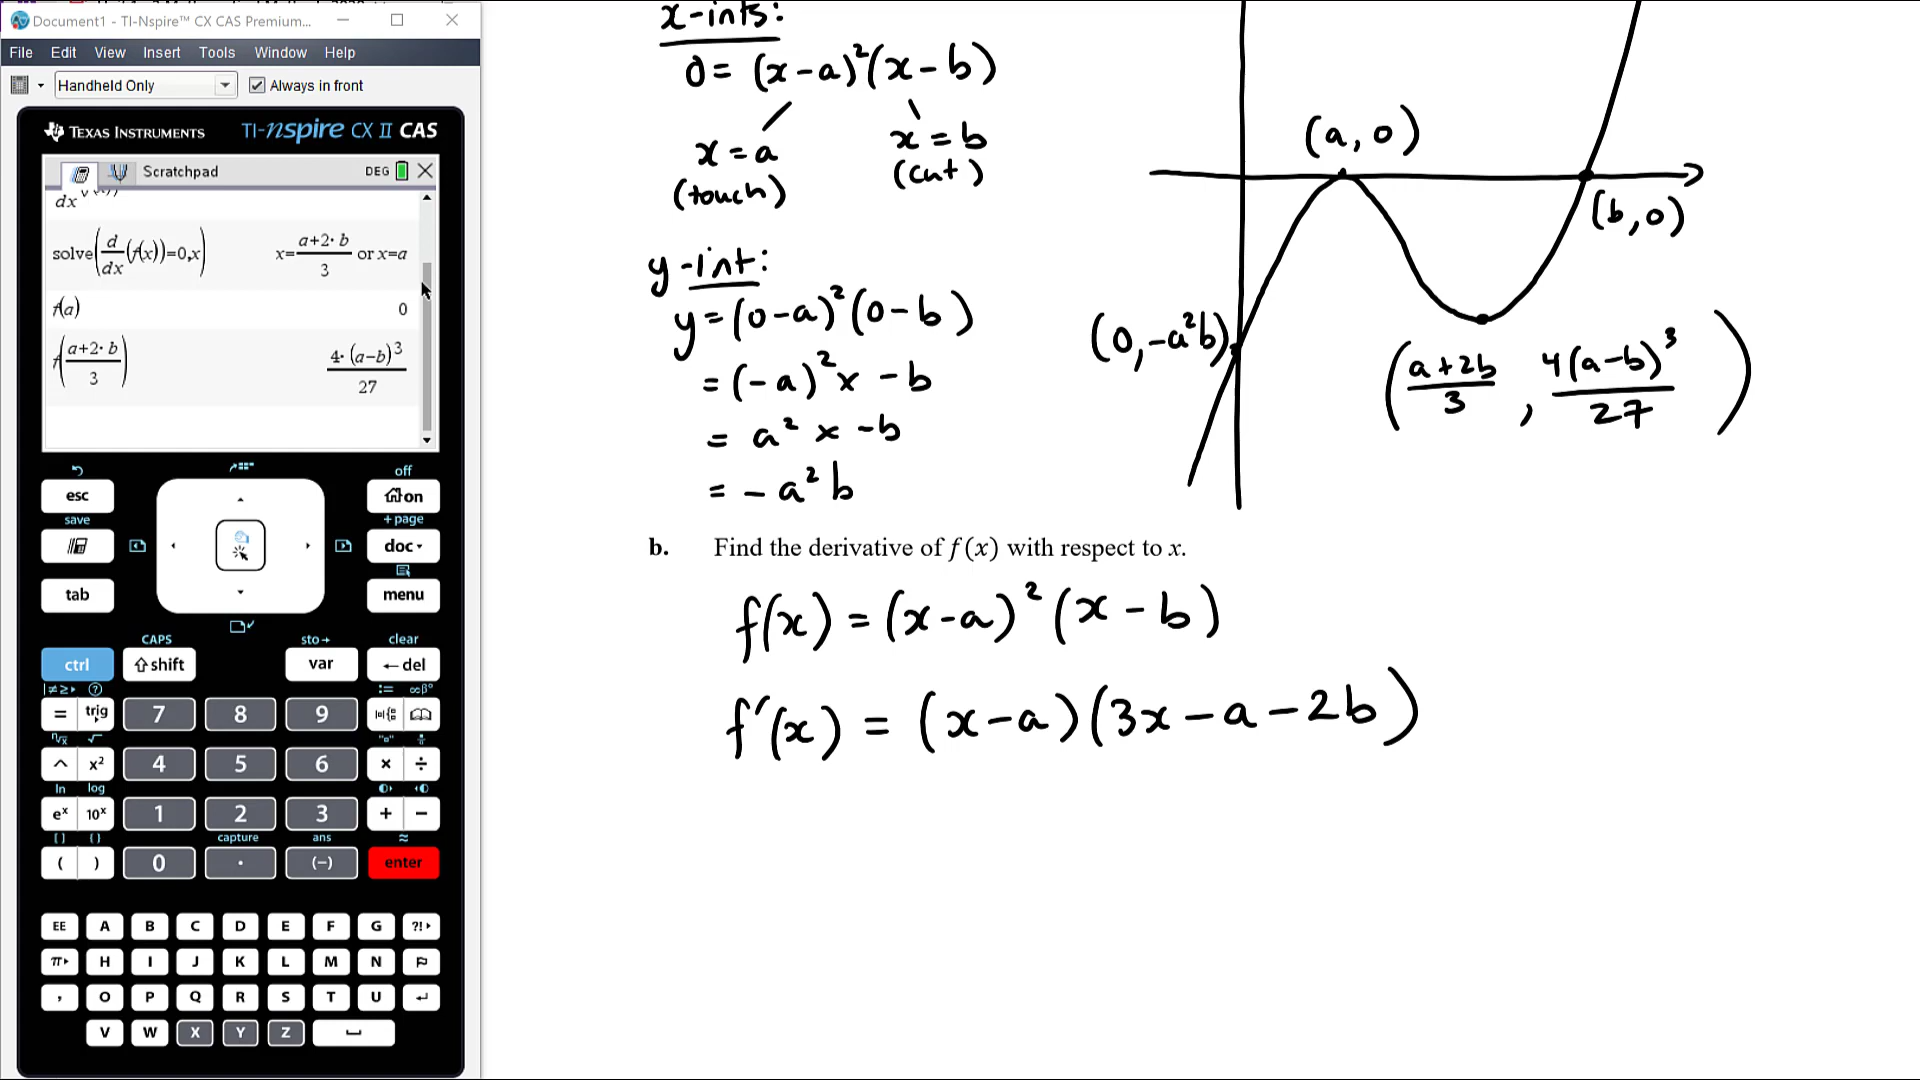 Document1 - TI-Nspire™ CX CAS Premium...
File Edit View Insert Tools Window Help
Handheld Only
Always in front
TEXAS INSTRUMENTS TI-nspire CX II CAS
Scratchpad DEG
dx
solve(d/dx(f(x))=0,x) x=(a+2·b)/3 or x=a
f(a) 0
f((a+2·b)/3) 4·(a-b)³/27
off
esc on
save + page
doc
tab menu
CAPS sto→ clear
ctrl shift var ←del
|≠≥▸ ? := ∞β°
= trig 7 8 9
ⁿ√x √
^ x² 4 5 6 × ÷
ln log
eˣ 10ˣ 1 2 3 + −
[ ] { } capture ans ≈
( ) 0 . (−) enter
EE A B C D E F G ?!▸
π▸ H I J K L M N
, O P Q R S T U ↵
V W X Y Z
x-ints:
0 = (x-a)²(x-b)
x = a x = b
(touch) (cut)
y-int:
y = (0-a)²(0-b)
= (-a)² x -b
= a² x -b
= -a²b
(a, 0)
(b, 0)
(0, -a²b)
((a+2b)/3 , 4(a-b)³/27)
b. Find the derivative of f(x) with respect to x.
f(x) = (x-a)²(x-b)
f′(x) = (x-a)(3x-a-2b)